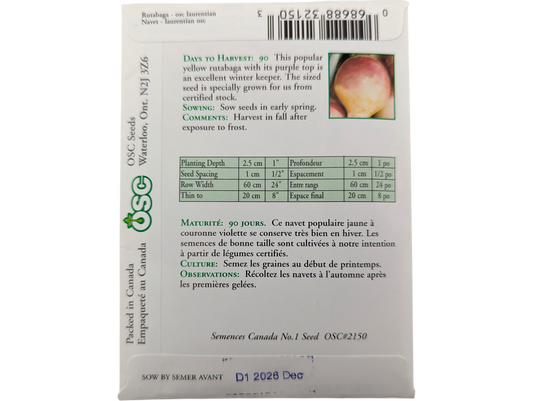 Rutabaga - osc laurentian
Navet - laurentian osc
0 68688 32150 3
DAYS TO HARVEST: 90 This popular
yellow rutabaga with its purple top is
an excellent winter keeper. The sized
seed is specially grown for us from
certified stock.
SOWING: Sow seeds in early spring.
COMMENTS: Harvest in fall after
exposure to frost.
Planting Depth 2.5 cm 1" Profondeur 2.5 cm 1 po
Seed Spacing 1 cm 1/2" Espacement 1 cm 1/2 po
Row Width 60 cm 24" Entre rangs 60 cm 24 po
Thin to 20 cm 8" Espace final 20 cm 8 po
MATURITÉ: 90 JOURS. Ce navet populaire jaune à
couronne violette se conserve très bien en hiver. Les
semences de bonne taille sont cultivées à notre intention
à partir de légumes certifiés.
CULTURE: Semez les graines au début de printemps.
OBSERVATIONS: Récoltez les navets à l'automne après
les premières gelées.
Semences Canada No.1 Seed OSC#2150
Packed in Canada
Empaqueté au Canada
OSC
OSC Seeds
Waterloo, Ont. N2J 3Z6
SOW BY SEMER AVANT D1 2026 Dec